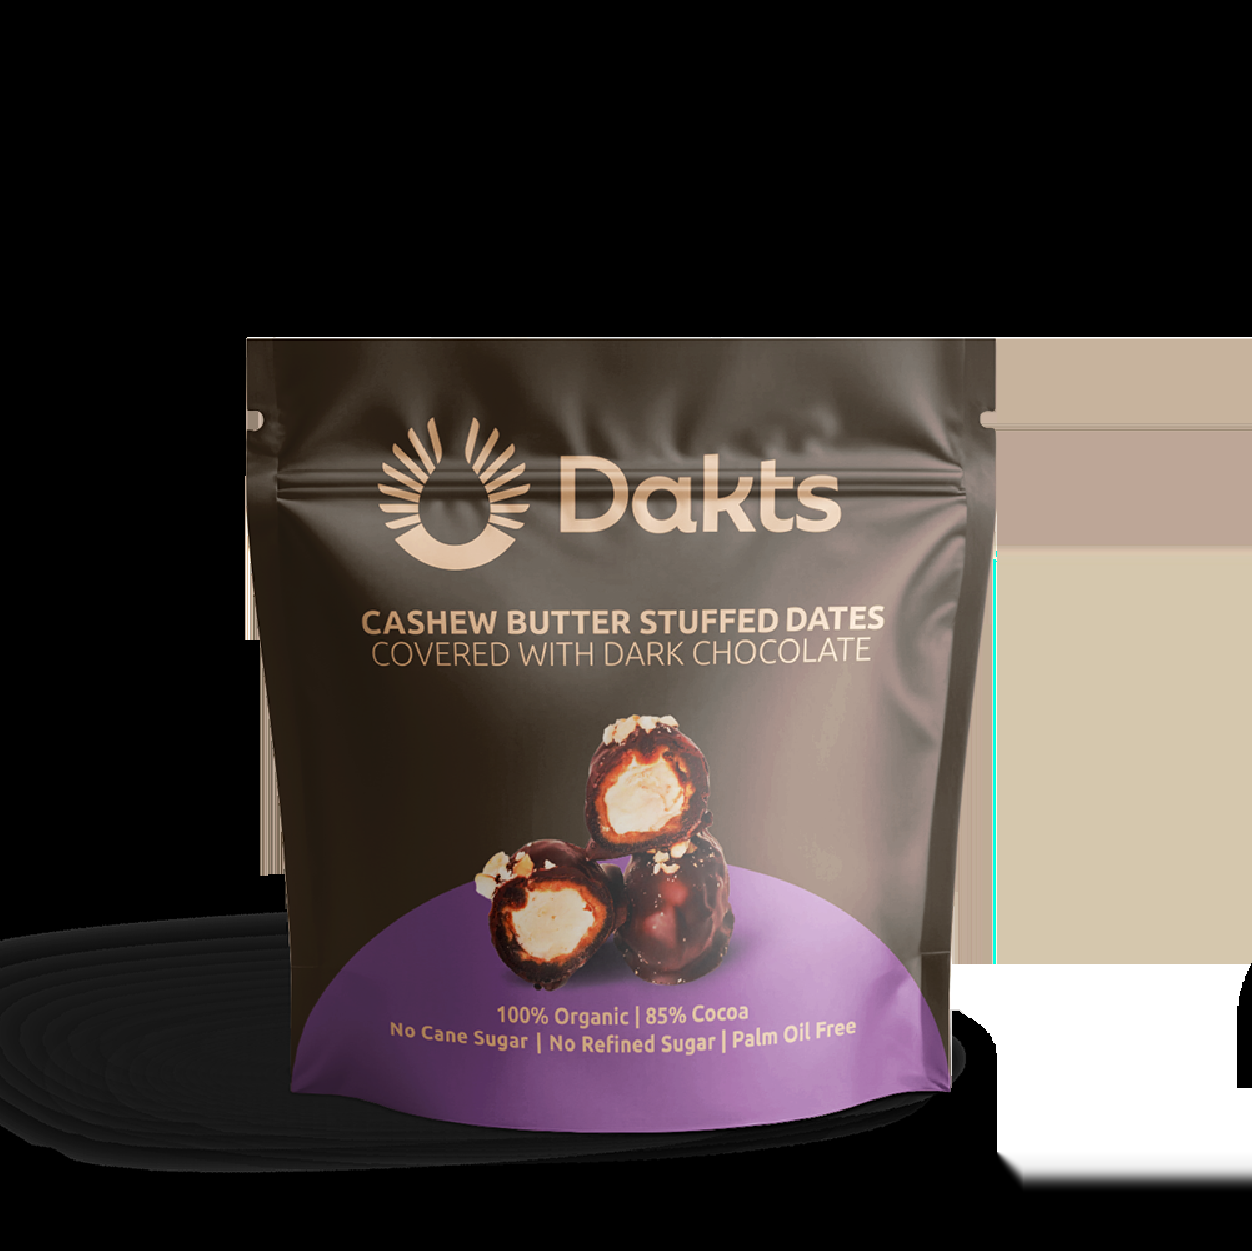 Dakts
CASHEW BUTTER STUFFED DATES
COVERED WITH DARK CHOCOLATE
100% Organic | 85% Cocoa
No Cane Sugar | No Refined Sugar | Palm Oil Free